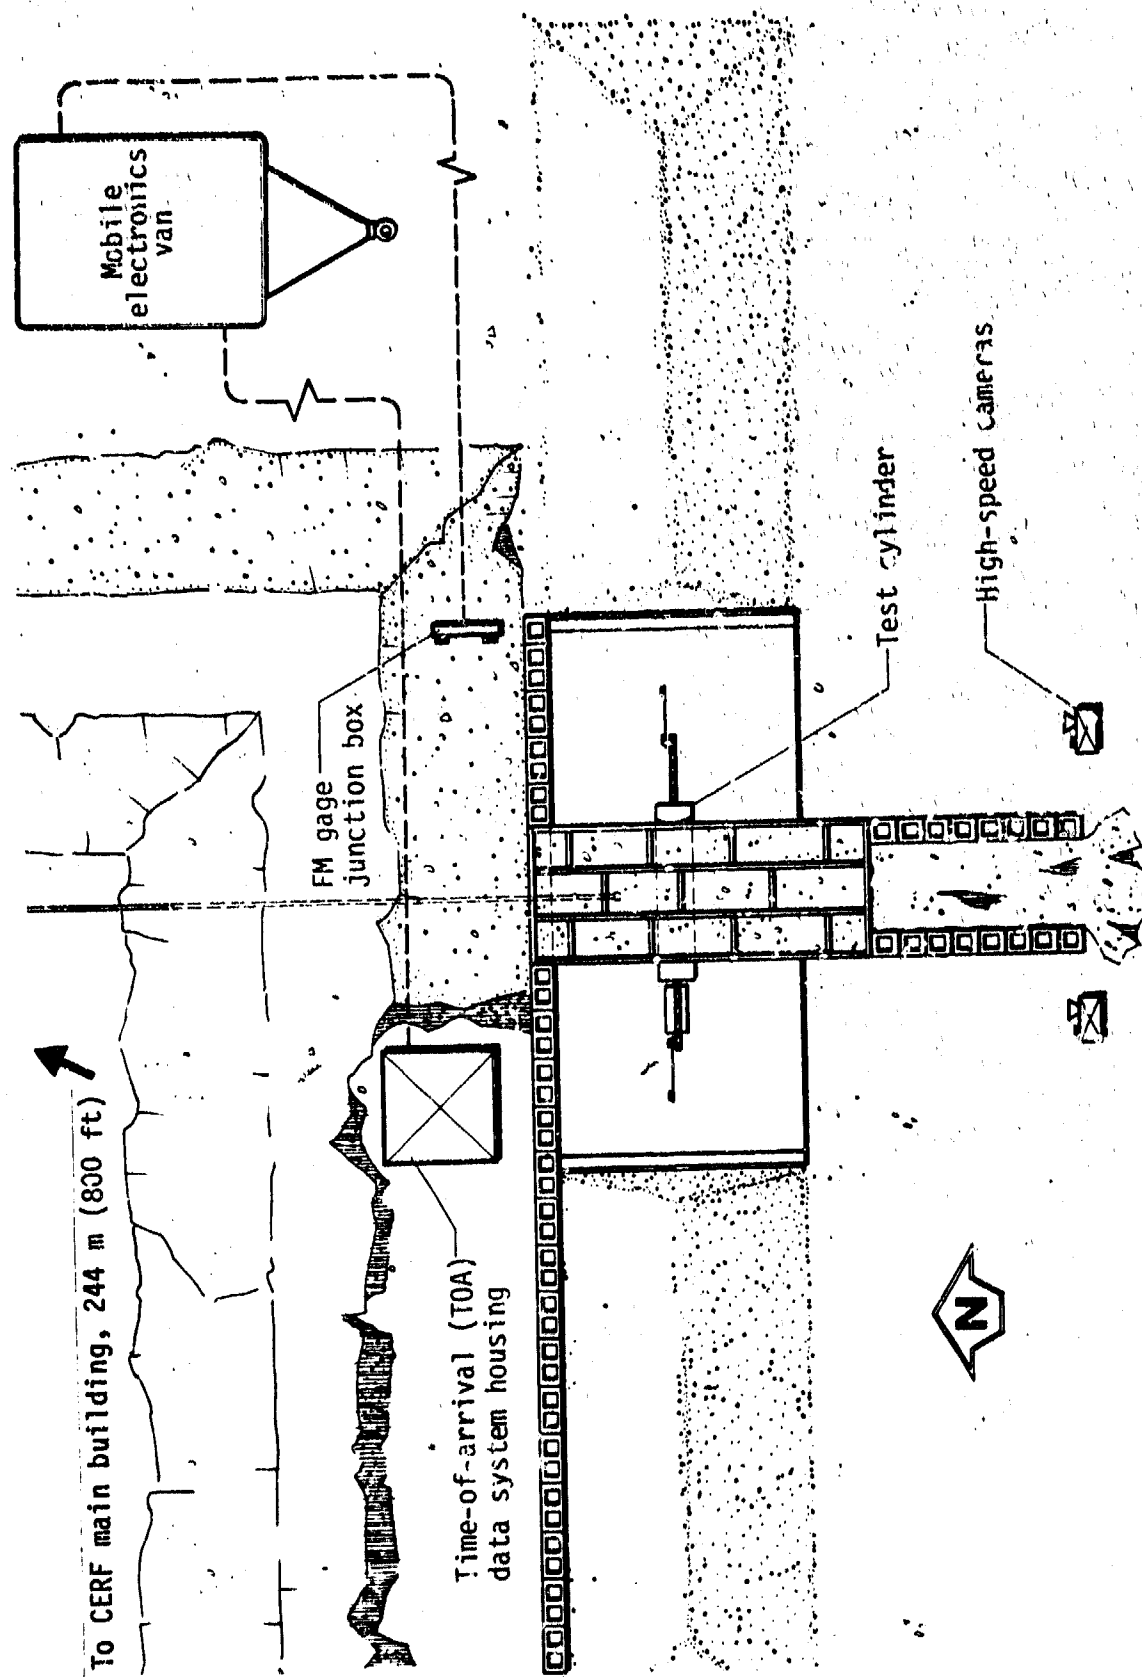 To CERF main building, 244 m (800 ft)
Mobile
electronics
van
FM gage
junction box
Time-of-arrival (TOA)
data system housing
Test cylinder
High-speed cameras
N